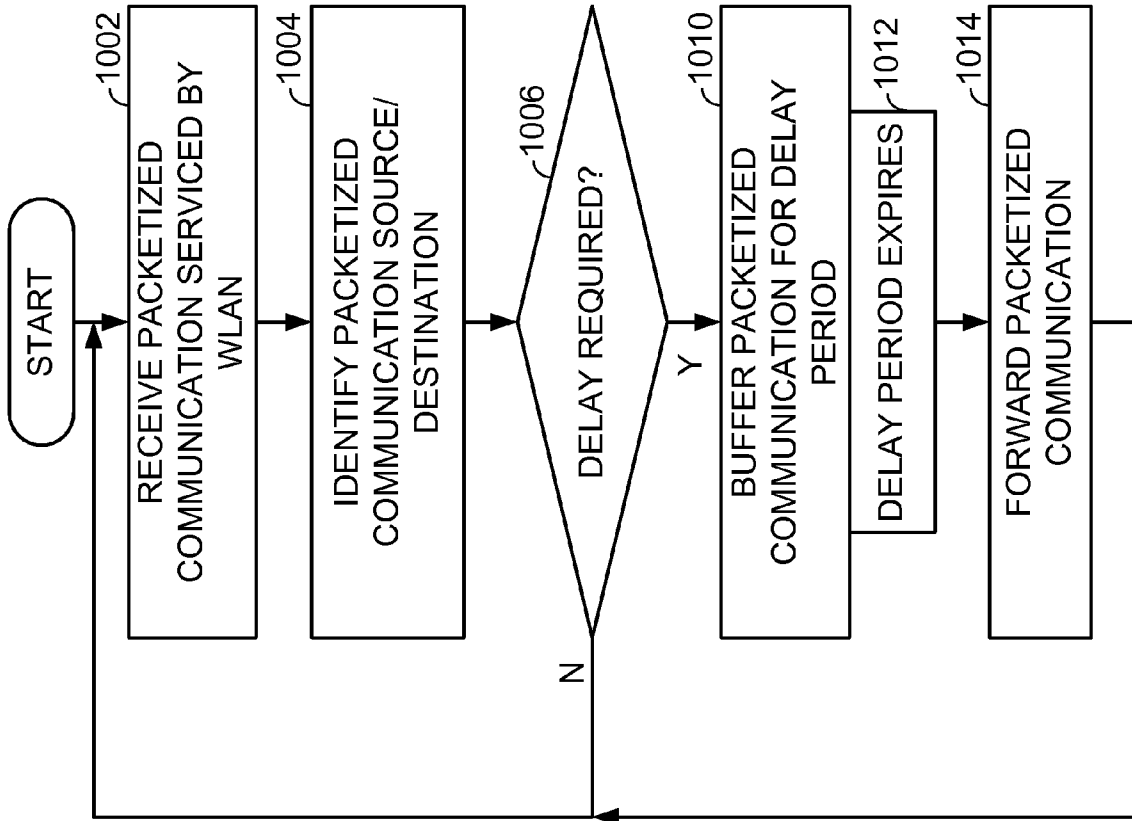 START
1002
RECEIVE PACKETIZED
COMMUNICATION SERVICED BY
WLAN
1004
IDENTIFY PACKETIZED
COMMUNICATION SOURCE/
DESTINATION
1006
DELAY REQUIRED?
N
Y
1010
BUFFER PACKETIZED
COMMUNICATION FOR DELAY
PERIOD
1012
DELAY PERIOD EXPIRES
1014
FORWARD PACKETIZED
COMMUNICATION